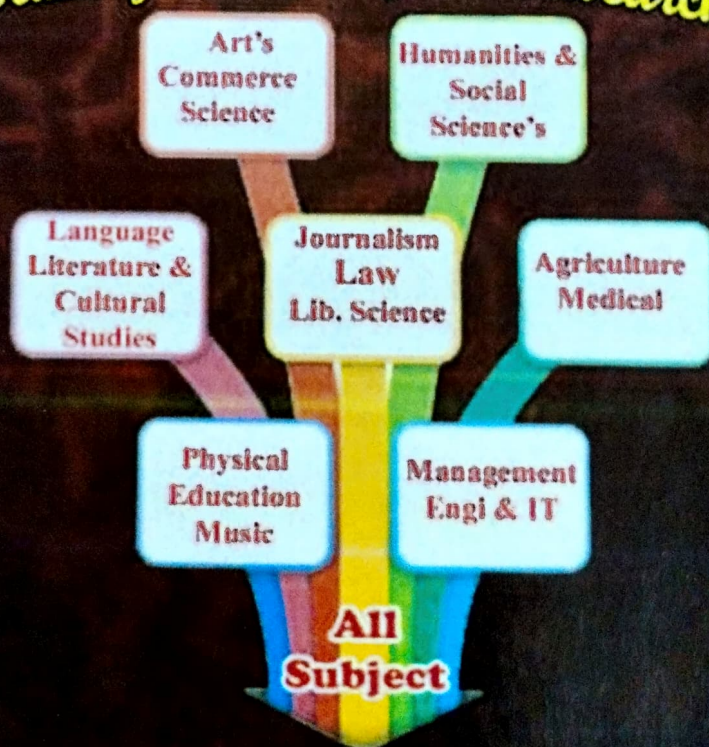 Art's
Commerce
Science
Humanities &
Social
Science's
Language
Literature &
Cultural
Studies
Journalism
Law
Lib. Science
Agriculture
Medical
Physical
Education
Music
Management
Engi & IT
All
Subject